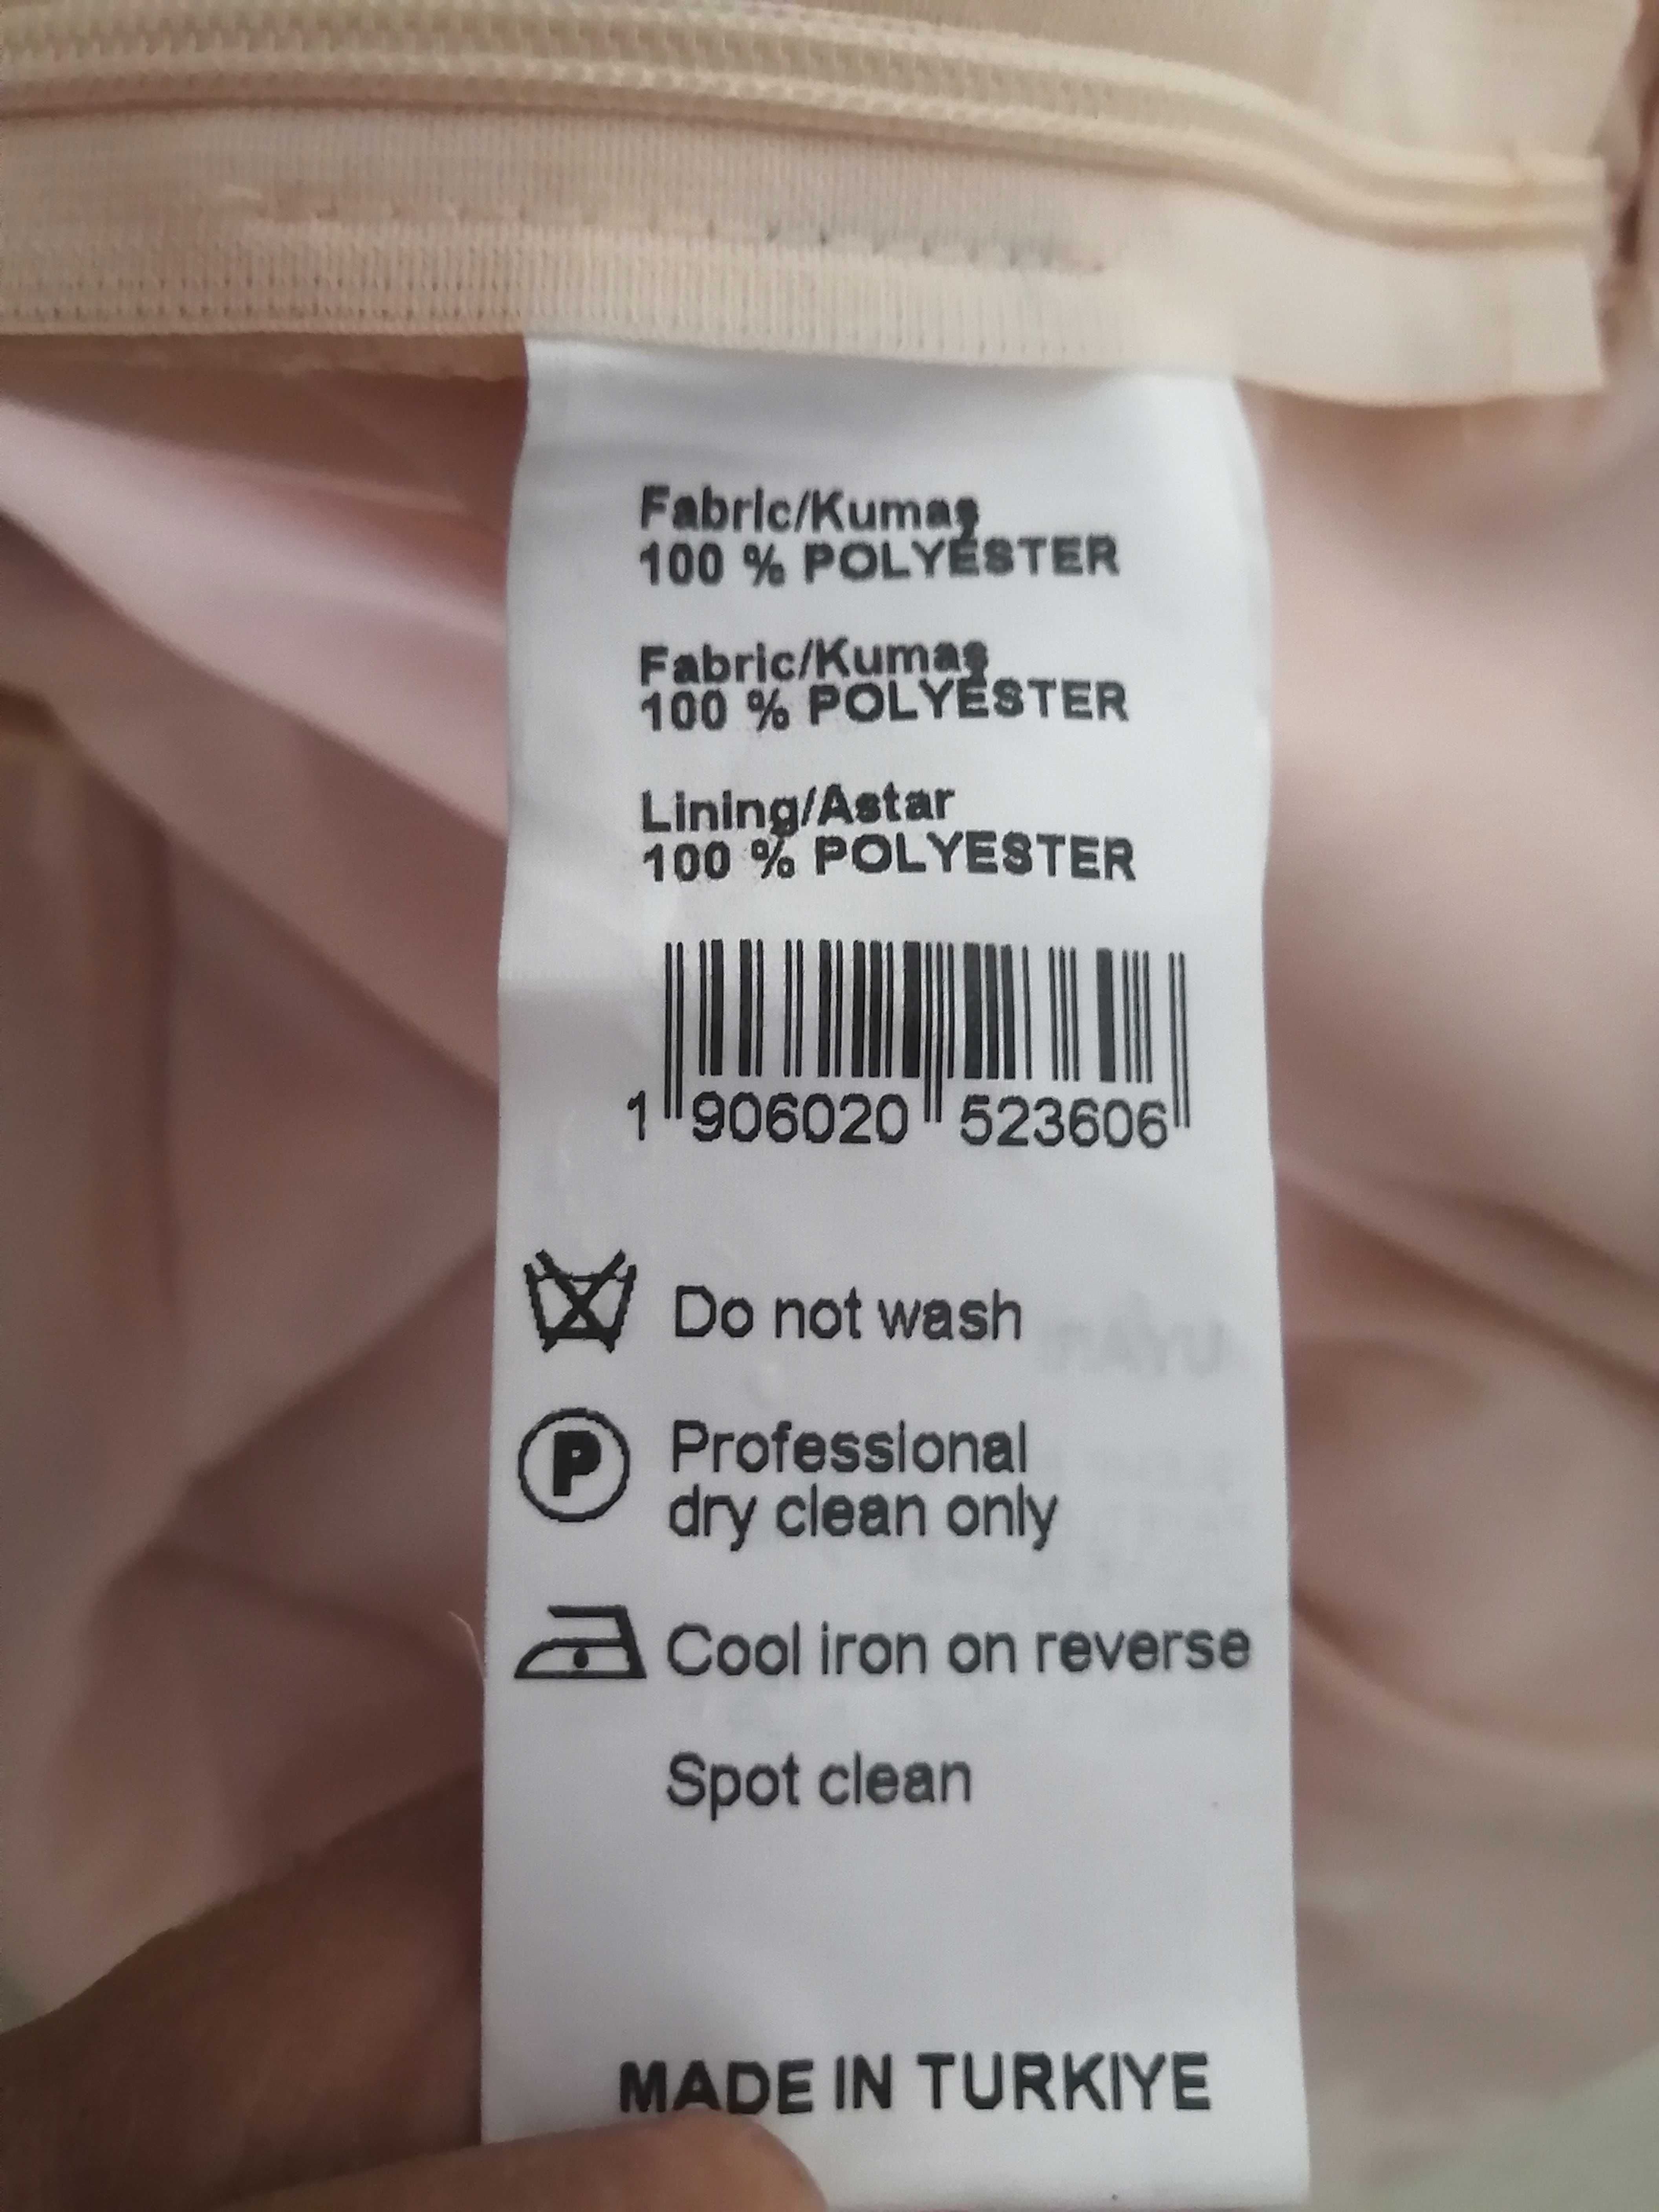 Fabric/Kumaş
100 % POLYESTER
Fabric/Kumaş
100 % POLYESTER
Lining/Astar
100 % POLYESTER
1 906020 523606
Do not wash
P Professional
dry clean only
Cool iron on reverse
Spot clean
MADE IN TURKIYE